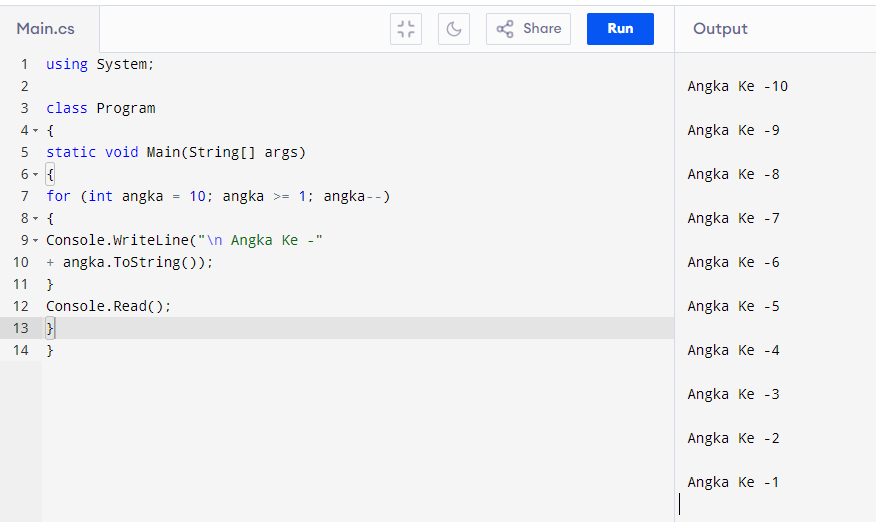 Main.cs
Share
Run
Output
1 using System;
2
3 class Program
4 {
5 static void Main(String[] args)
6 {
7 for (int angka = 10; angka >= 1; angka--)
8 {
9 Console.WriteLine("\n Angka Ke -"
10 + angka.ToString());
11 }
12 Console.Read();
13 }
14 }
Angka Ke -10
Angka Ke -9
Angka Ke -8
Angka Ke -7
Angka Ke -6
Angka Ke -5
Angka Ke -4
Angka Ke -3
Angka Ke -2
Angka Ke -1